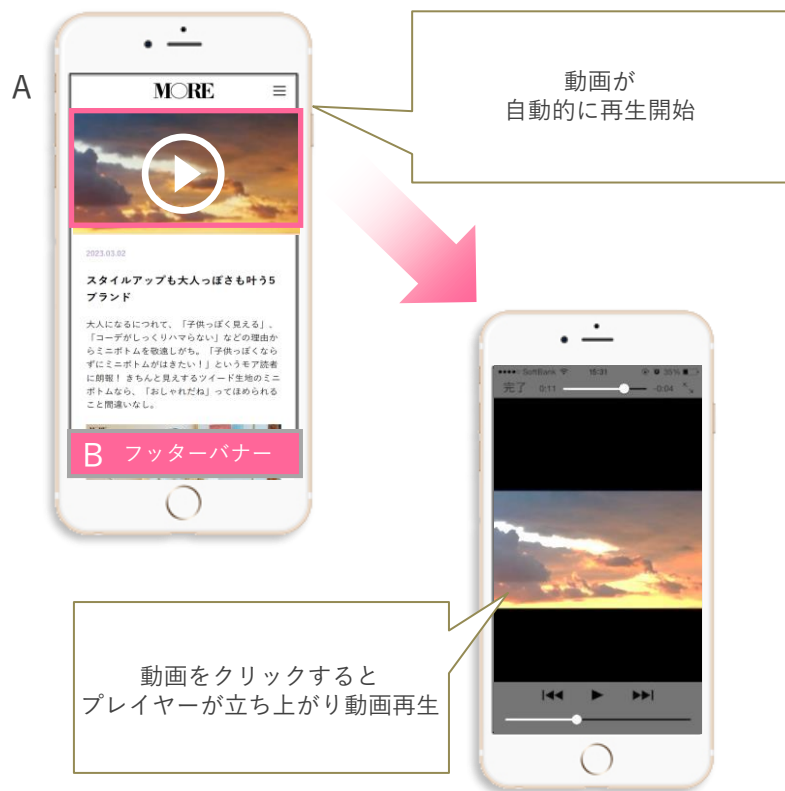 動画が
自動的に再生開始
A
MORE
2023.03.02
スタイルアップも大人っぽさも叶う5
ブランド
大人になるにつれて、「子供っぽく見える」、
「コーデがしっくりハマらない」などの理由か
らミニボトムを敬遠しがち。「子供っぽくなら
ずにミニボトムがはきたい！」というモア読者
に朗報！ きちんと見えするツイード生地のミニ
ボトムなら、「おしゃれだね」ってほめられる
こと間違いなし。
B フッターバナー
SoftBank 15:31 35%
完了 0:11 -0:04
動画をクリックすると
プレイヤーが立ち上がり動画再生